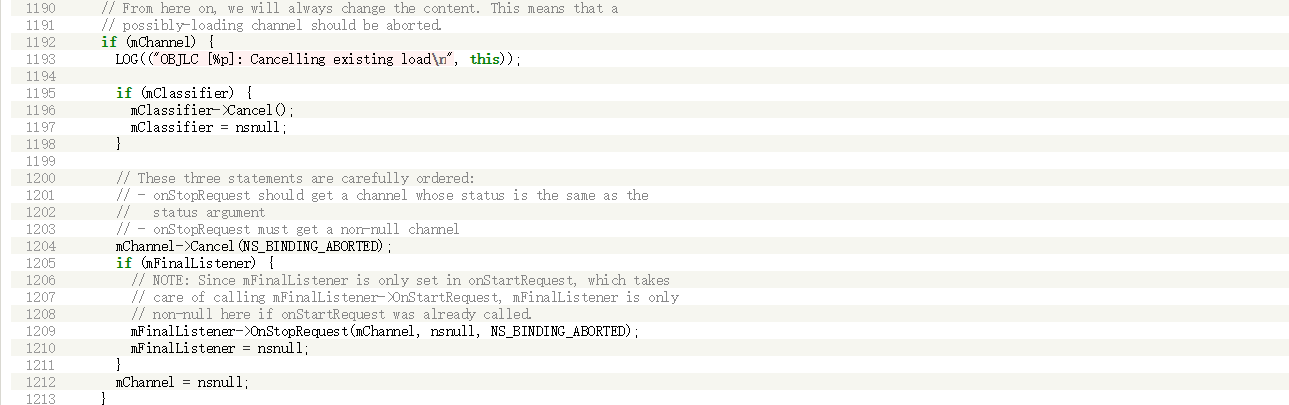 1190 // From here on, we will always change the content. This means that a
1191 // possibly-loading channel should be aborted.
1192 if (mChannel) {
1193 LOG(("OBJLC [%p]: Cancelling existing load\n", this));
1194
1195 if (mClassifier) {
1196 mClassifier->Cancel();
1197 mClassifier = nsnull;
1198 }
1199
1200 // These three statements are carefully ordered:
1201 // - onStopRequest should get a channel whose status is the same as the
1202 //   status argument
1203 // - onStopRequest must get a non-null channel
1204 mChannel->Cancel(NS_BINDING_ABORTED);
1205 if (mFinalListener) {
1206 // NOTE: Since mFinalListener is only set in onStartRequest, which takes
1207 // care of calling mFinalListener->OnStartRequest, mFinalListener is only
1208 // non-null here if onStartRequest was already called.
1209 mFinalListener->OnStopRequest(mChannel, nsnull, NS_BINDING_ABORTED);
1210 mFinalListener = nsnull;
1211 }
1212 mChannel = nsnull;
1213 }